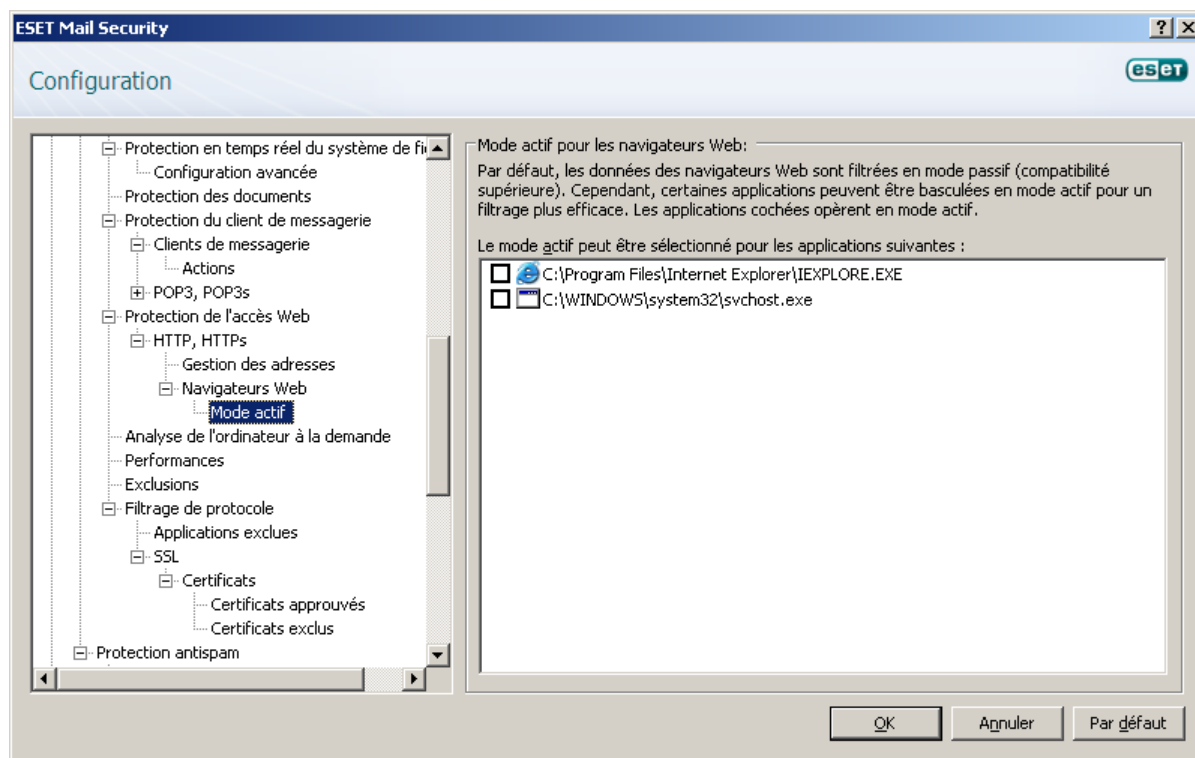 ESET Mail Security
Configuration
eset
Protection en temps réel du système de fi
Configuration avancée
Protection des documents
Protection du client de messagerie
Clients de messagerie
Actions
POP3, POP3s
Protection de l'accès Web
HTTP, HTTPs
Gestion des adresses
Navigateurs Web
Mode actif
Analyse de l'ordinateur à la demande
Performances
Exclusions
Filtrage de protocole
Applications exclues
SSL
Certificats
Certificats approuvés
Certificats exclus
Protection antispam
Mode actif pour les navigateurs Web:
Par défaut, les données des navigateurs Web sont filtrées en mode passif (compatibilité
supérieure). Cependant, certaines applications peuvent être basculées en mode actif pour un
filtrage plus efficace. Les applications cochées opèrent en mode actif.
Le mode actif peut être sélectionné pour les applications suivantes :
C:\Program Files\Internet Explorer\IEXPLORE.EXE
C:\WINDOWS\system32\svchost.exe
OK
Annuler
Par défaut